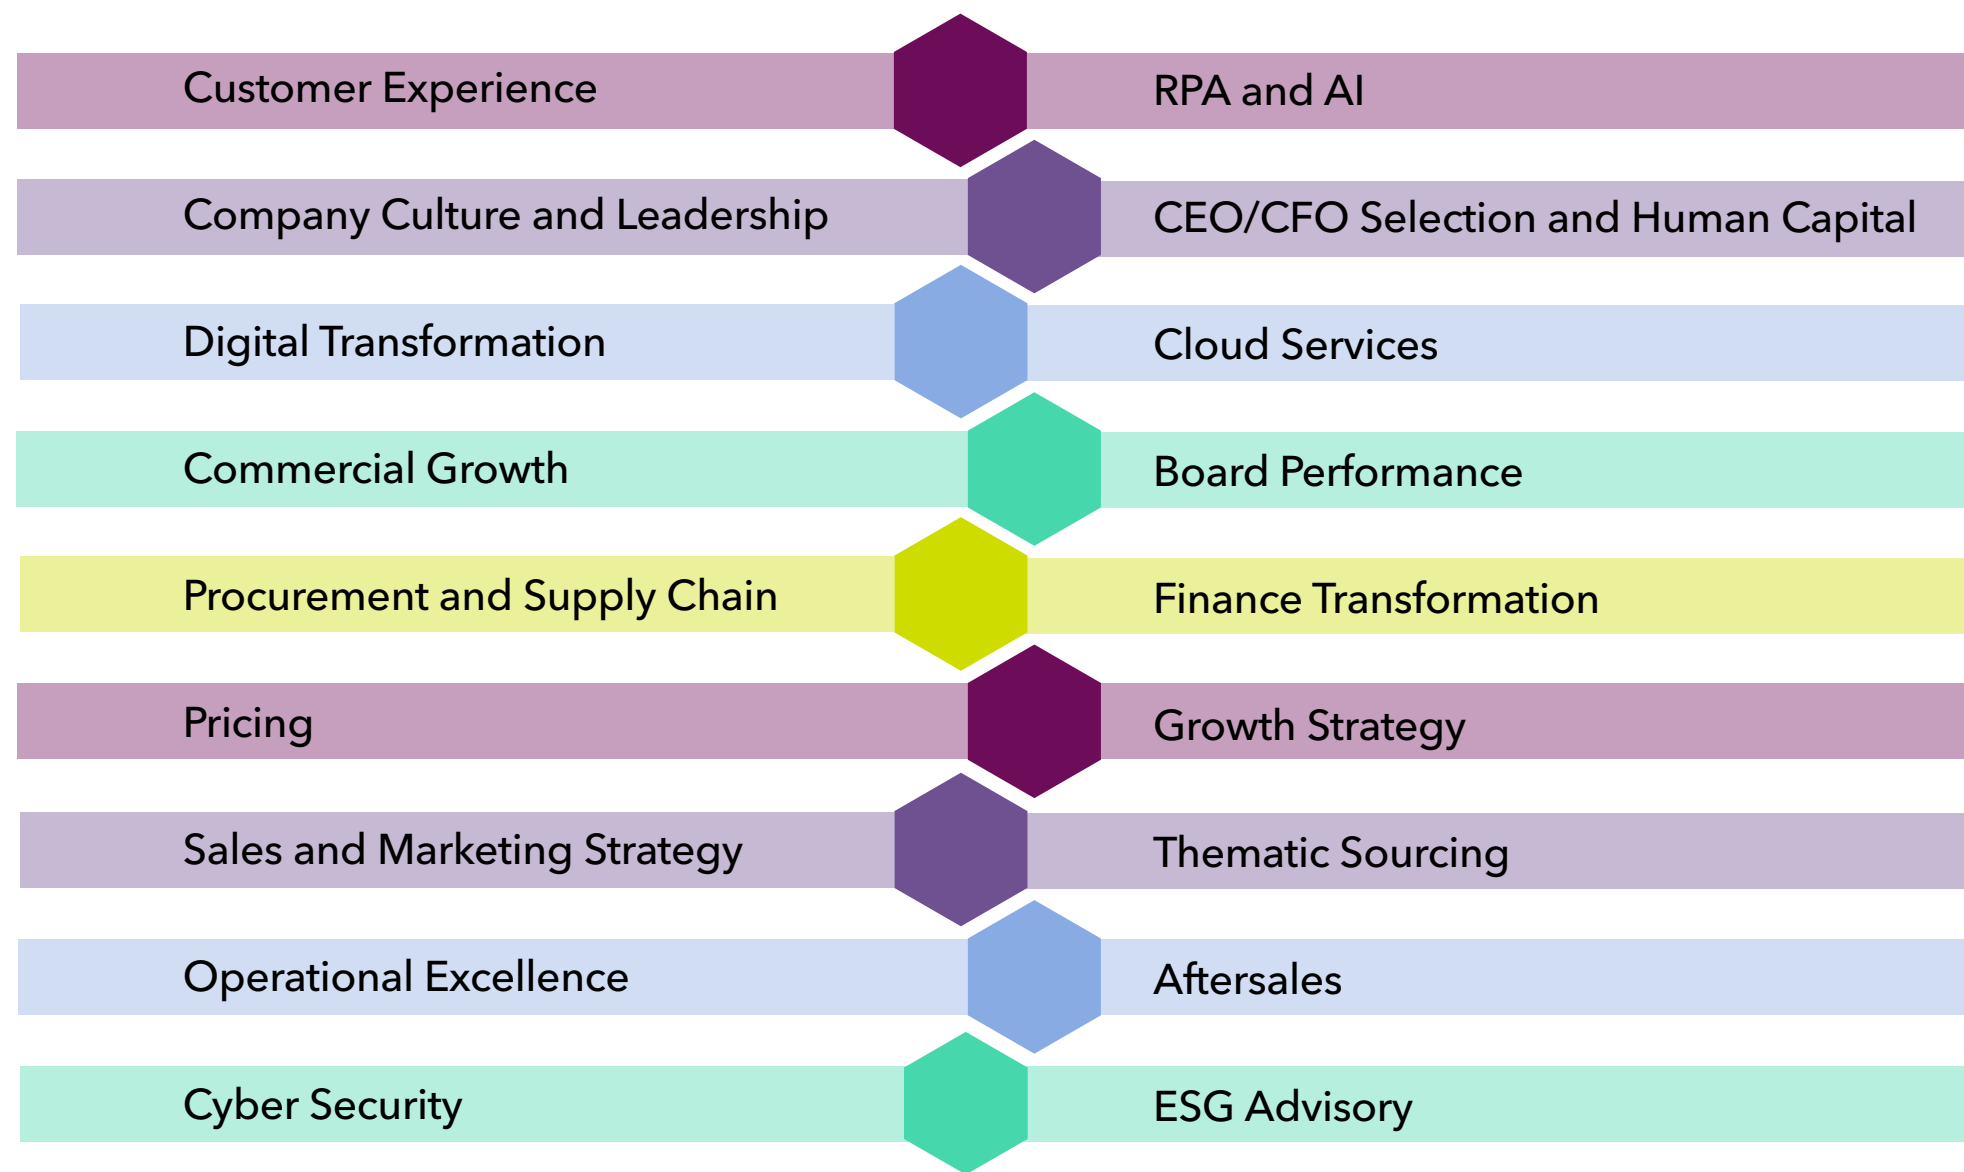 Customer Experience
RPA and AI
Company Culture and Leadership
CEO/CFO Selection and Human Capital
Digital Transformation
Cloud Services
Commercial Growth
Board Performance
Procurement and Supply Chain
Finance Transformation
Pricing
Growth Strategy
Sales and Marketing Strategy
Thematic Sourcing
Operational Excellence
Aftersales
Cyber Security
ESG Advisory